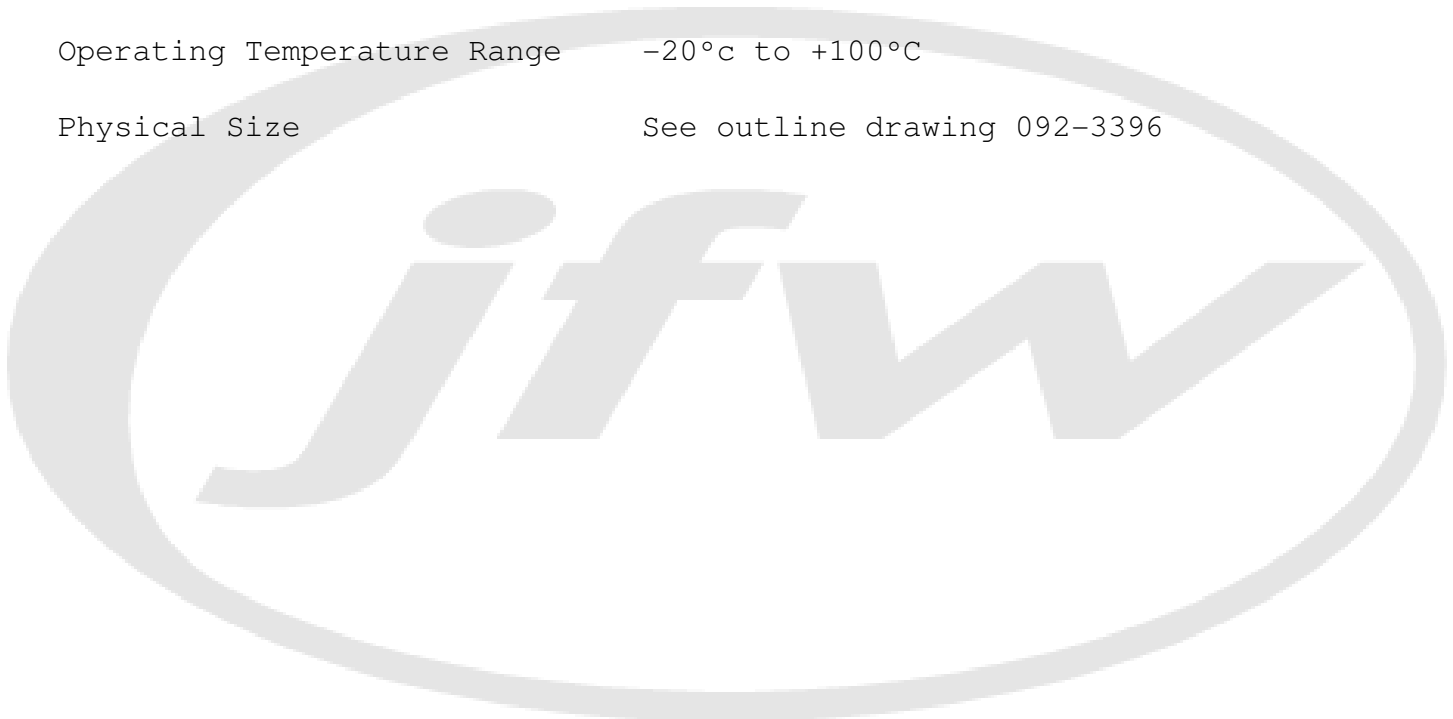 Operating Temperature Range -20°c to +100°C
Physical Size See outline drawing 092-3396
jfw